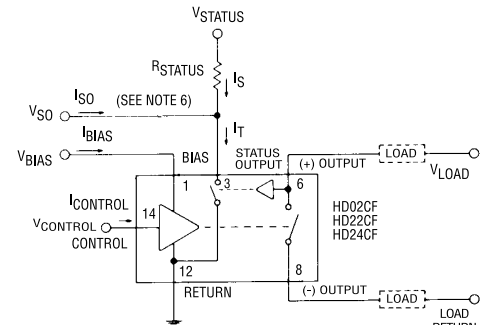 VSTATUS
RSTATUS
IS
ISO
(SEE NOTE 6)
VSO
IT
IBIAS
VBIAS
BIAS
STATUS
OUTPUT
(+) OUTPUT
LOAD
VLOAD
1
3
6
ICONTROL
14
VCONTROL
CONTROL
HD02CF
HD22CF
HD24CF
12
8
RETURN
(-) OUTPUT
LOAD
LOAD
RETURN